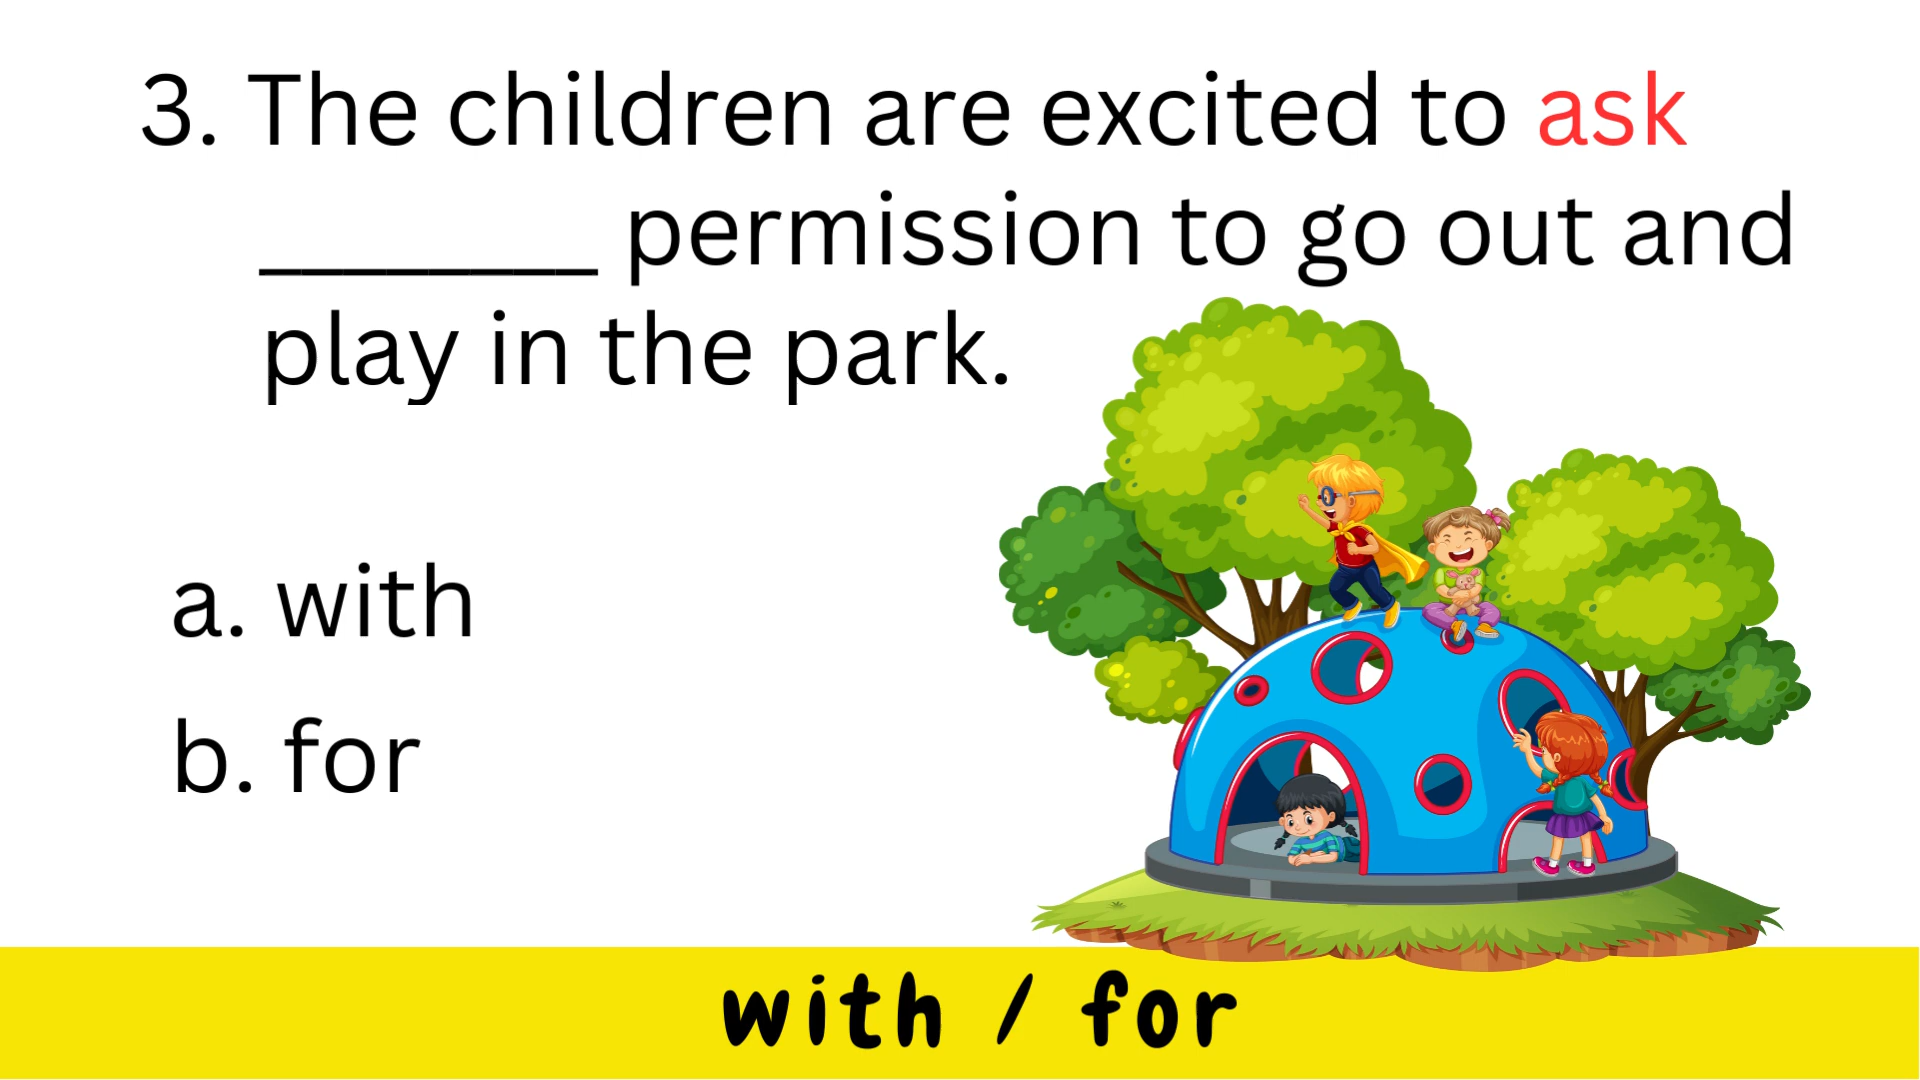 3. The children are excited to ask
________ permission to go out and
play in the park.
a. with
b. for
with / for